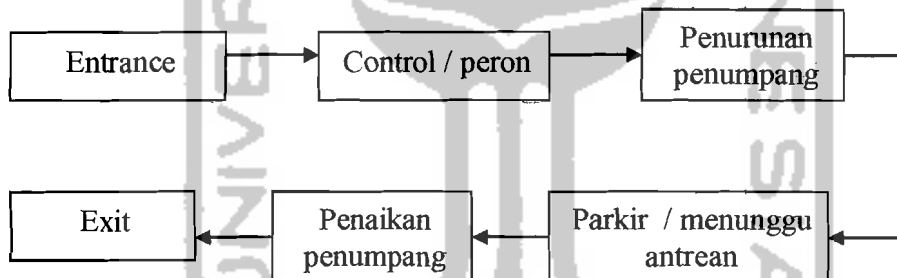 Entrance
Control / peron
Penurunan
penumpang
Parkir / menunggu
antrean
Penaikan
penumpang
Exit